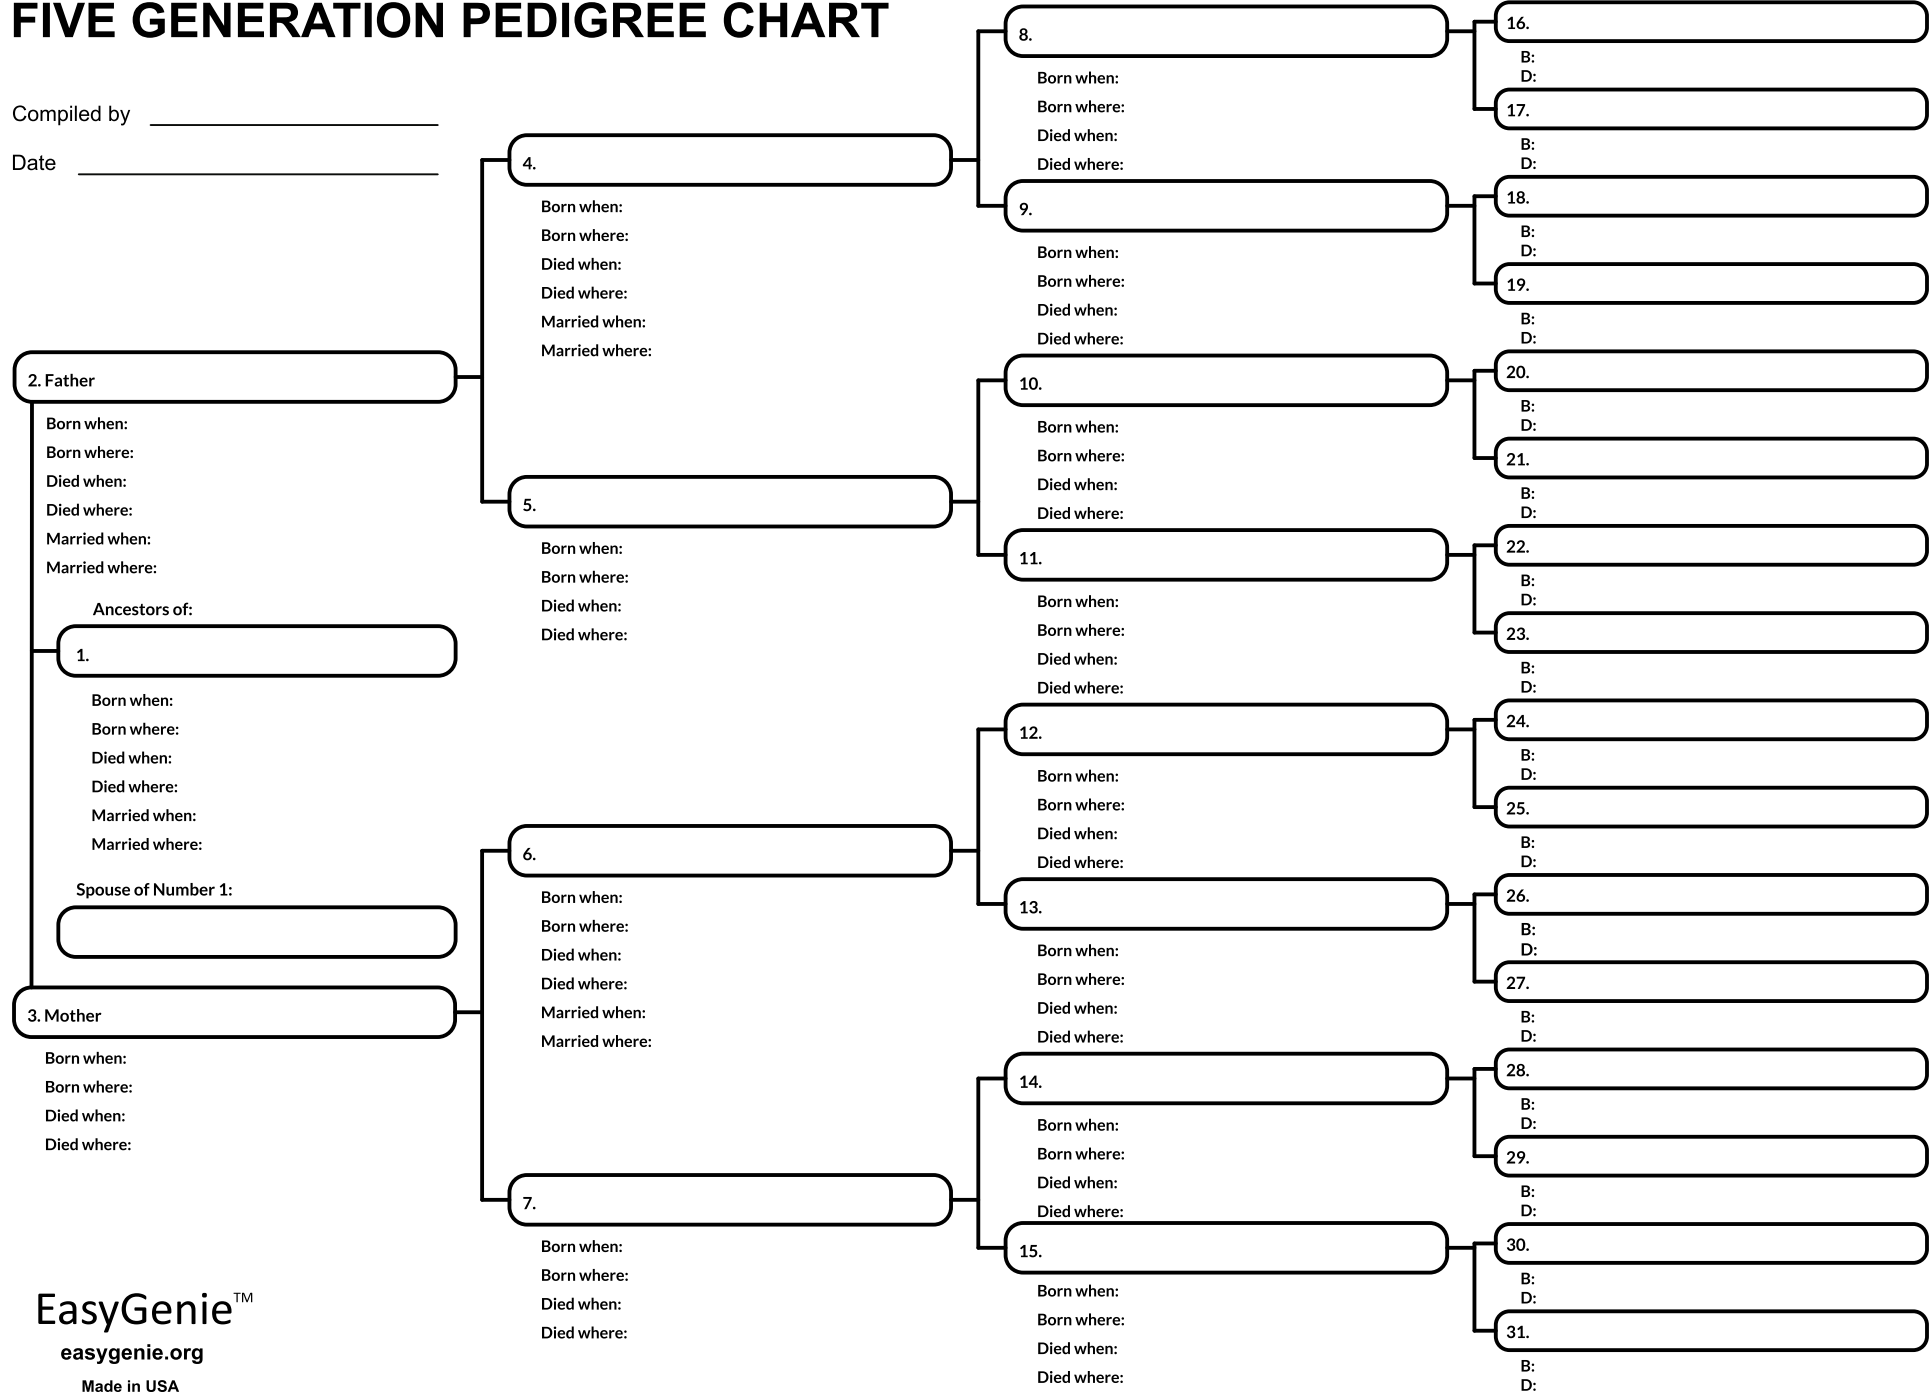 FIVE GENERATION PEDIGREE CHART
Compiled by
Date
2. Father
Born when:
Born where:
Died when:
Died where:
Married when:
Married where:
Ancestors of:
1.
Born when:
Born where:
Died when:
Died where:
Married when:
Married where:
Spouse of Number 1:
3. Mother
Born when:
Born where:
Died when:
Died where:
EasyGenie™
easygenie.org
Made in USA
4.
Born when:
Born where:
Died when:
Died where:
Married when:
Married where:
5.
Born when:
Born where:
Died when:
Died where:
6.
Born when:
Born where:
Died when:
Died where:
Married when:
Married where:
7.
Born when:
Born where:
Died when:
Died where:
8.
Born when:
Born where:
Died when:
Died where:
9.
Born when:
Born where:
Died when:
Died where:
10.
Born when:
Born where:
Died when:
Died where:
11.
Born when:
Born where:
Died when:
Died where:
12.
Born when:
Born where:
Died when:
Died where:
13.
Born when:
Born where:
Died when:
Died where:
14.
Born when:
Born where:
Died when:
Died where:
15.
Born when:
Born where:
Died when:
Died where:
16.
B:
D:
17.
B:
D:
18.
B:
D:
19.
B:
D:
20.
B:
D:
21.
B:
D:
22.
B:
D:
23.
B:
D:
24.
B:
D:
25.
B:
D:
26.
B:
D:
27.
B:
D:
28.
B:
D:
29.
B:
D:
30.
B:
D:
31.
B:
D: